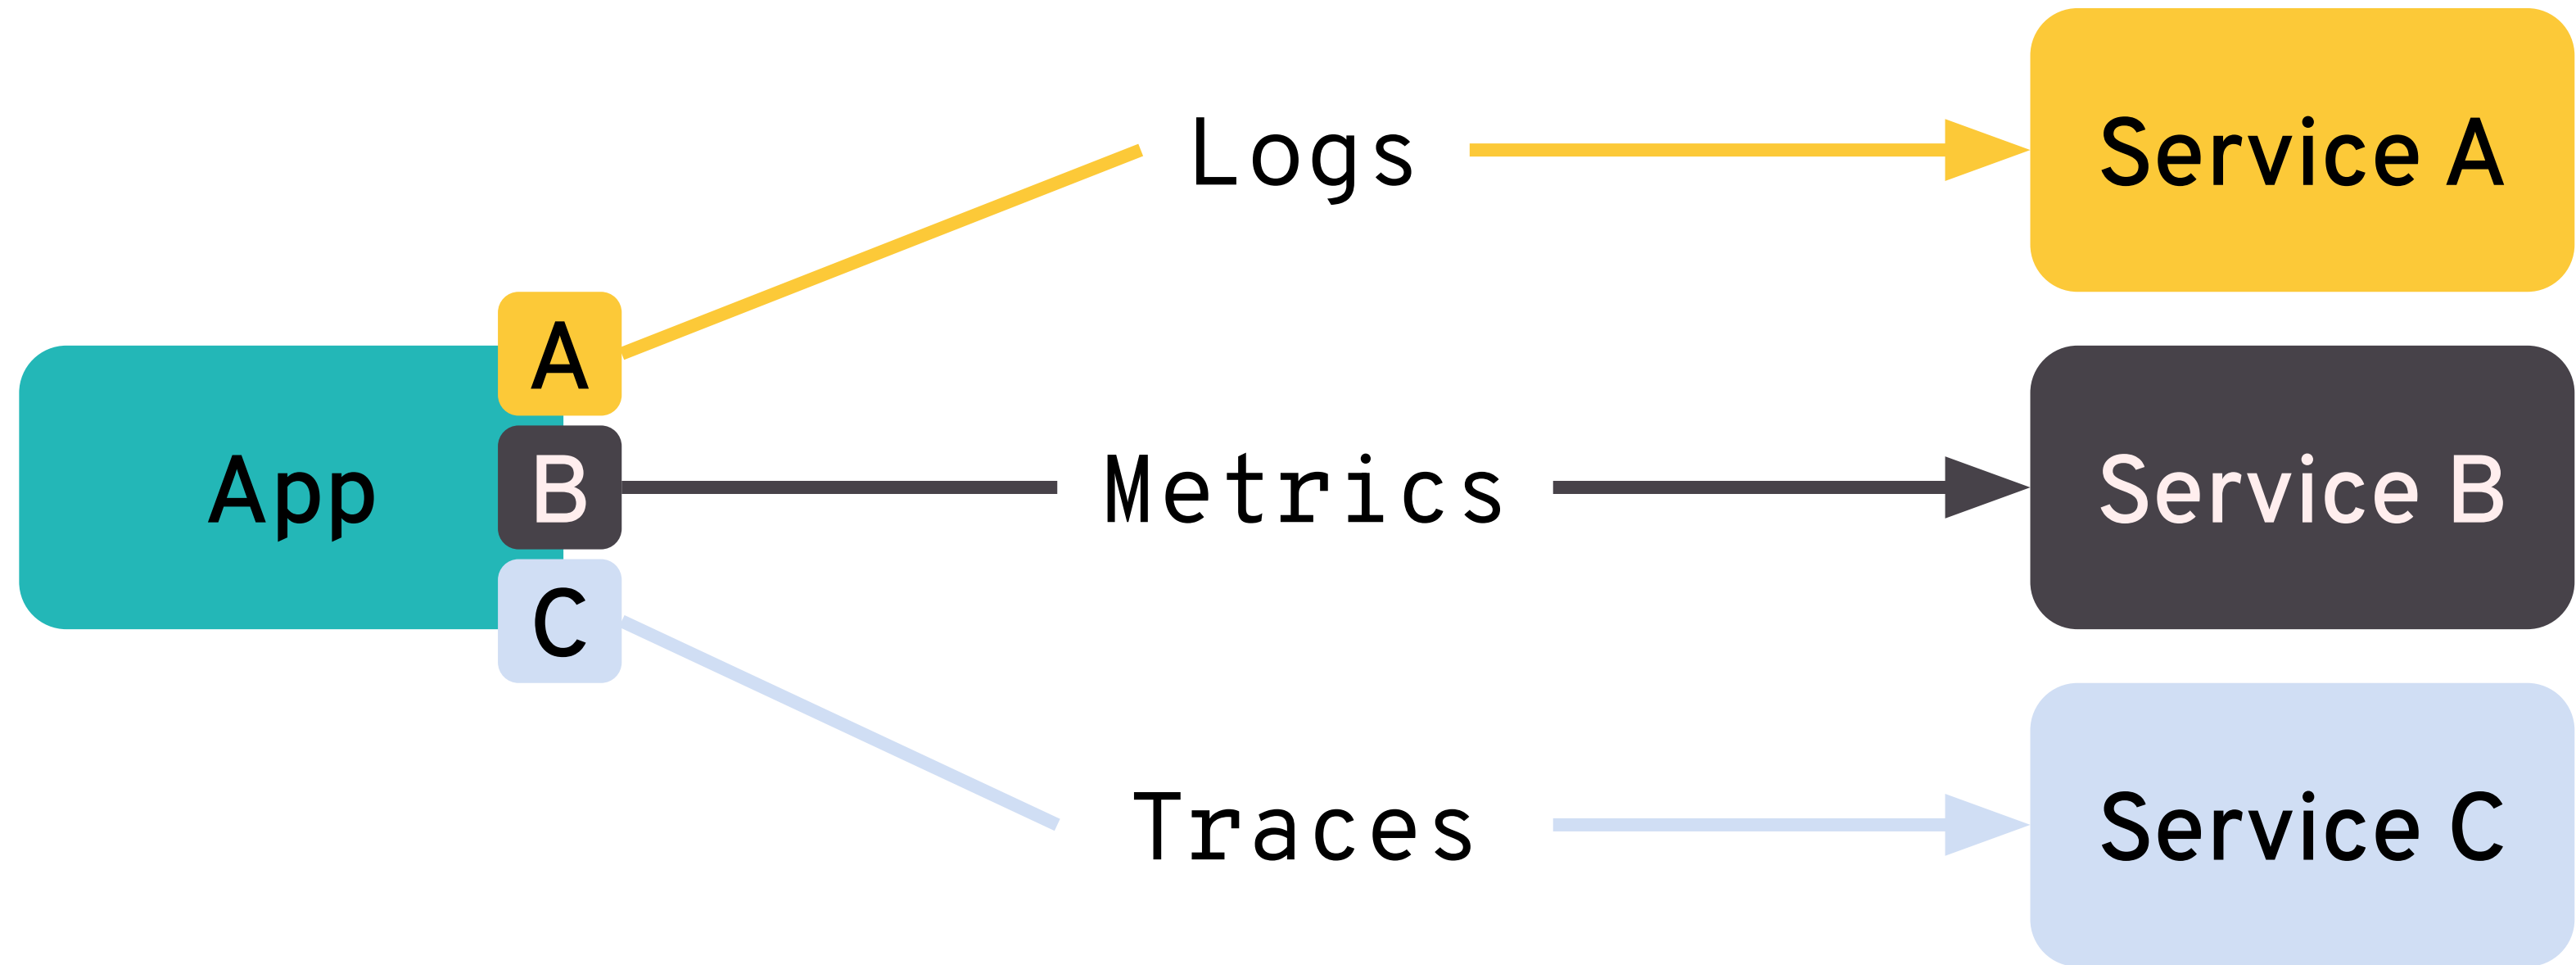 App
A
B
C
Logs
Metrics
Traces
Service A
Service B
Service C